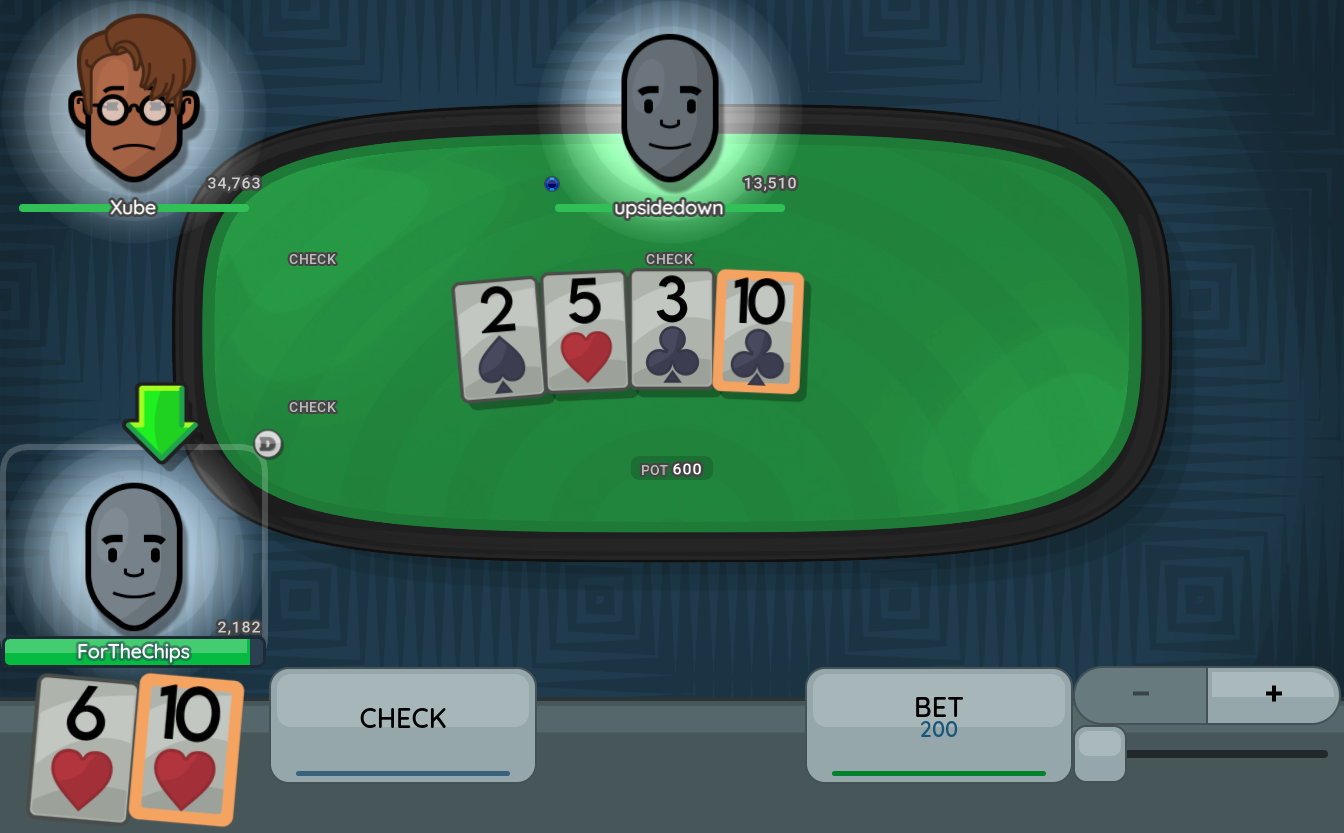 34,763
Xube
13,510
upsidedown
CHECK
CHECK
2
5
3
10
CHECK
D
POT 600
2,182
ForTheChips
6
10
CHECK
BET
200
−
+